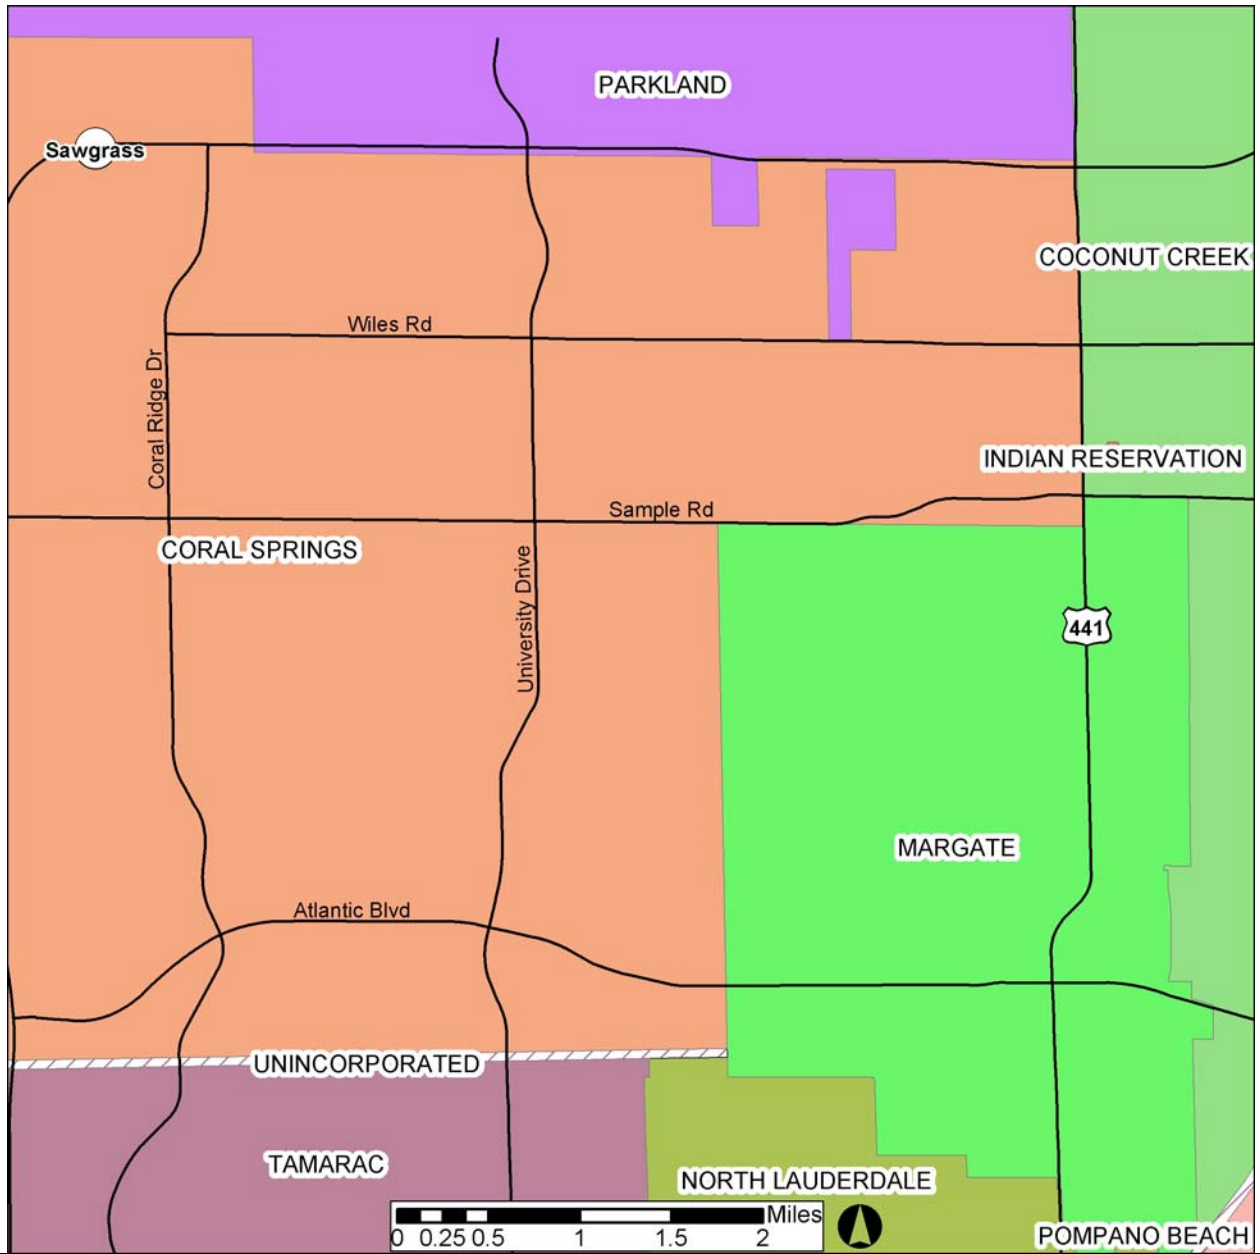 PARKLAND
Sawgrass
COCONUT CREEK
Wiles Rd
Coral Ridge Dr
INDIAN RESERVATION
Sample Rd
CORAL SPRINGS
University Drive
441
MARGATE
Atlantic Blvd
UNINCORPORATED
TAMARAC
NORTH LAUDERDALE
Miles
0 0.25 0.5 1 1.5 2
POMPANO BEACH